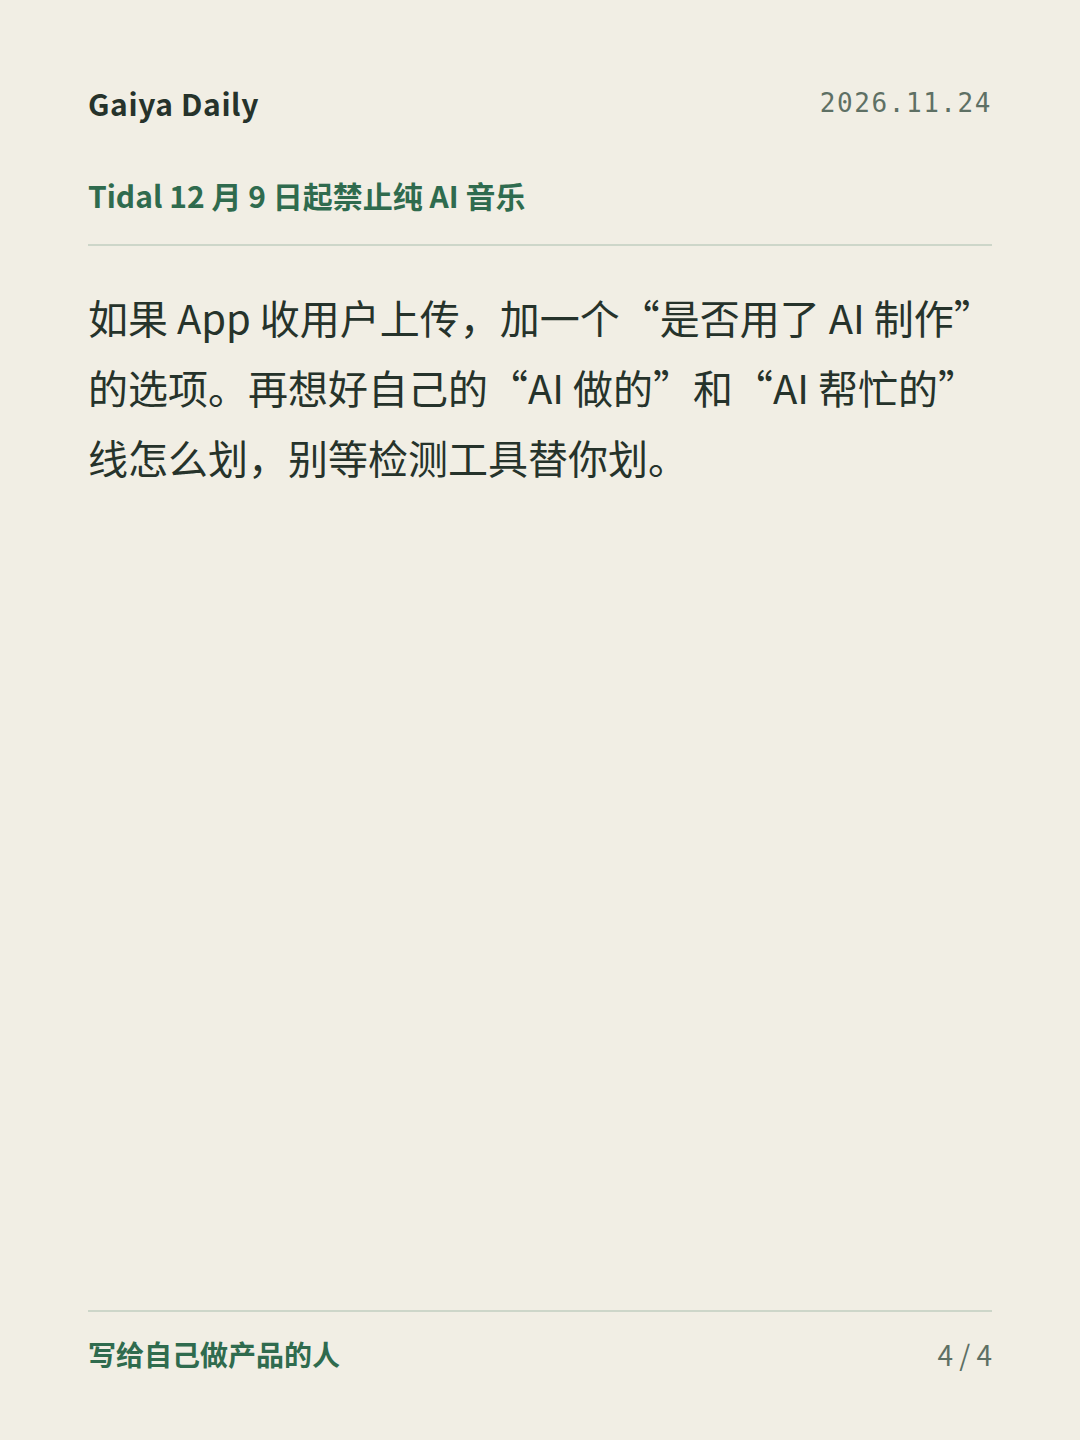 Gaiya Daily
2026.11.24
Tidal 12 月 9 日起禁止纯 AI 音乐
如果 App 收用户上传，加一个“是否用了 AI 制作”
的选项。再想好自己的“AI 做的”和“AI 帮忙的”
线怎么划，别等检测工具替你划。
写给自己做产品的人
4 / 4